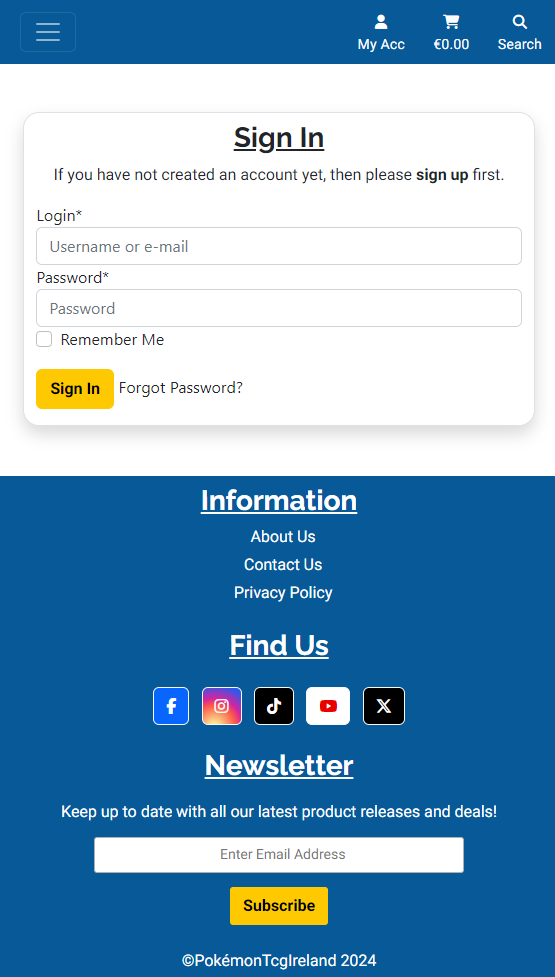 My Acc
€0.00
Search
Sign In
If you have not created an account yet, then please sign up first.
Login*
Username or e-mail
Password*
Password
Remember Me
Sign In
Forgot Password?
Information
About Us
Contact Us
Privacy Policy
Find Us
Newsletter
Keep up to date with all our latest product releases and deals!
Enter Email Address
Subscribe
©PokémonTcgIreland 2024